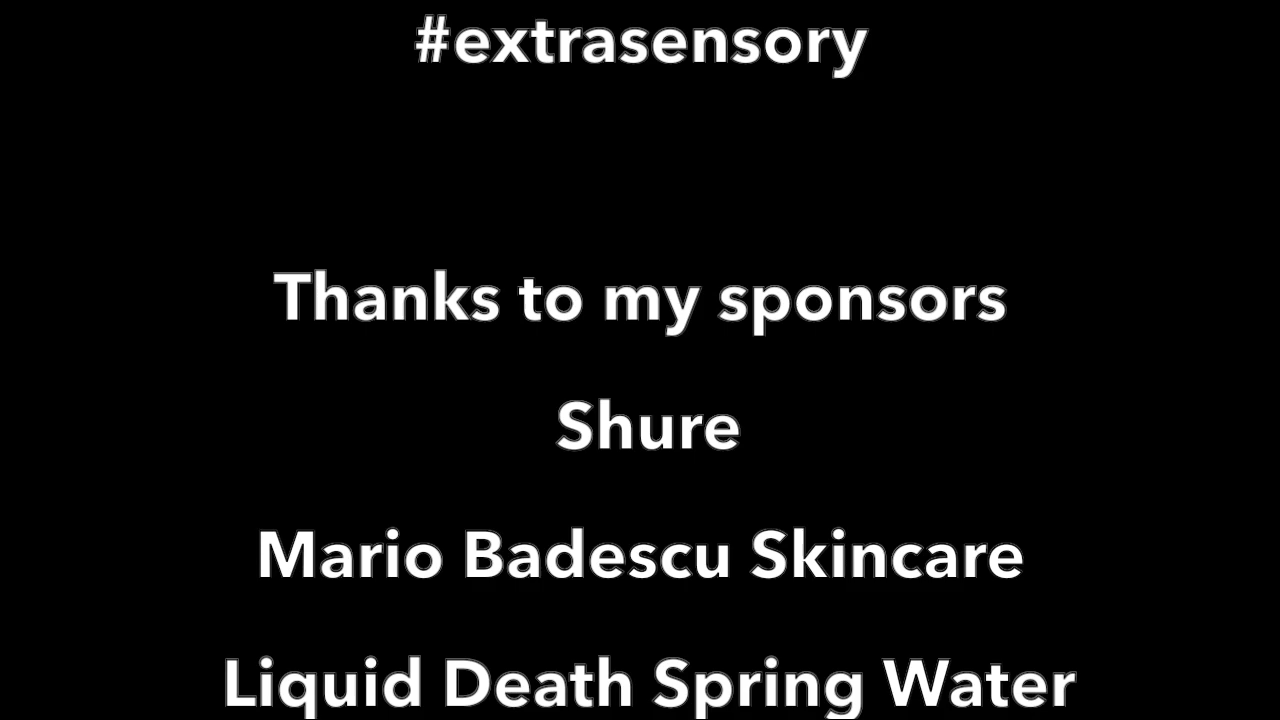 #extrasensory
Thanks to my sponsors
Shure
Mario Badescu Skincare
Liquid Death Spring Water